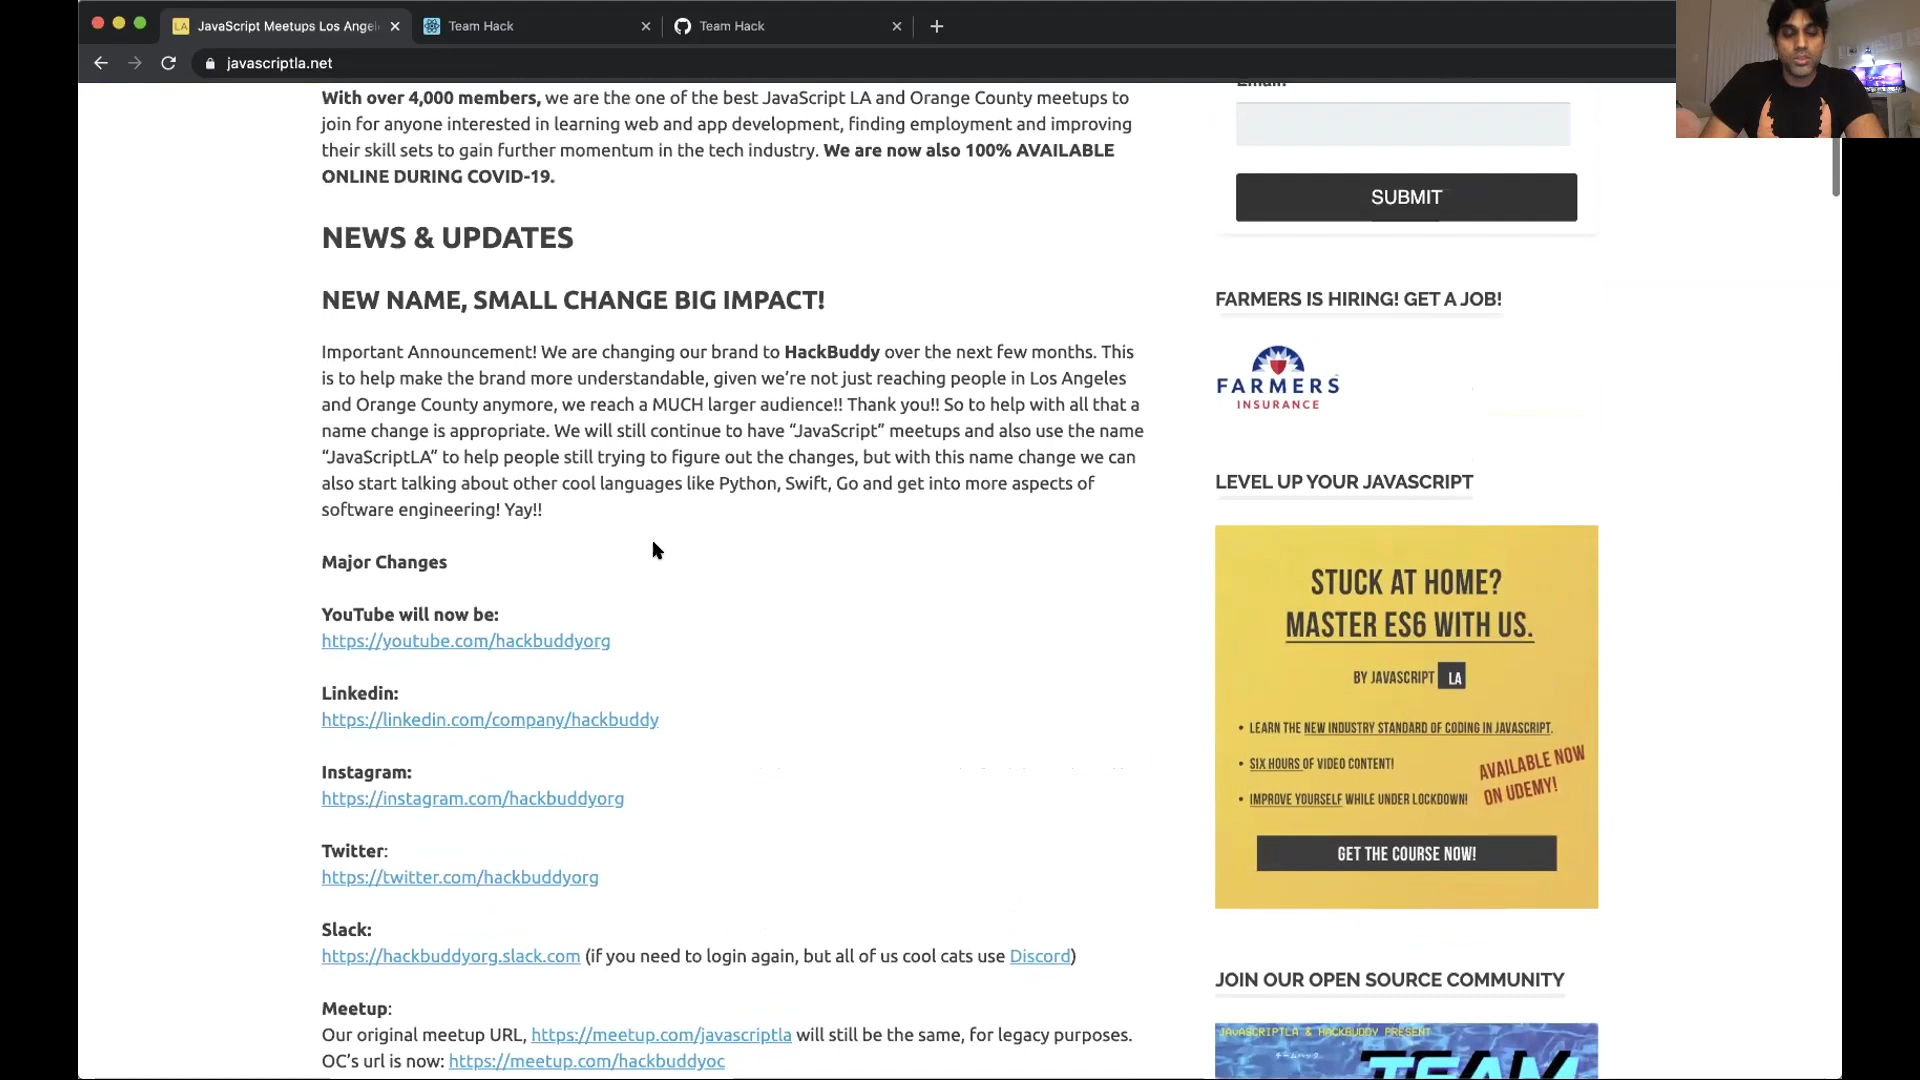 JavaScript Meetups Los Angel
Team Hack
Team Hack
javascriptla.net
With over 4,000 members, we are the one of the best JavaScript LA and Orange County meetups to
join for anyone interested in learning web and app development, finding employment and improving
their skill sets to gain further momentum in the tech industry. We are now also 100% AVAILABLE
ONLINE DURING COVID-19.
NEWS & UPDATES
NEW NAME, SMALL CHANGE BIG IMPACT!
Important Announcement! We are changing our brand to HackBuddy over the next few months. This
is to help make the brand more understandable, given we’re not just reaching people in Los Angeles
and Orange County anymore, we reach a MUCH larger audience!! Thank you!! So to help with all that a
name change is appropriate. We will still continue to have “JavaScript” meetups and also use the name
“JavaScriptLA” to help people still trying to figure out the changes, but with this name change we can
also start talking about other cool languages like Python, Swift, Go and get into more aspects of
software engineering! Yay!!
Major Changes
YouTube will now be:
https://youtube.com/hackbuddyorg
Linkedin:
https://linkedin.com/company/hackbuddy
Instagram:
https://instagram.com/hackbuddyorg
Twitter:
https://twitter.com/hackbuddyorg
Slack:
https://hackbuddyorg.slack.com (if you need to login again, but all of us cool cats use Discord)
Meetup:
Our original meetup URL, https://meetup.com/javascriptla will still be the same, for legacy purposes.
OC’s url is now: https://meetup.com/hackbuddyoc
Email
SUBMIT
FARMERS IS HIRING! GET A JOB!
FARMERS
INSURANCE
LEVEL UP YOUR JAVASCRIPT
STUCK AT HOME?
MASTER ES6 WITH US.
BY JAVASCRIPT LA
• LEARN THE NEW INDUSTRY STANDARD OF CODING IN JAVASCRIPT.
• SIX HOURS OF VIDEO CONTENT!
• IMPROVE YOURSELF WHILE UNDER LOCKDOWN!
AVAILABLE NOW
ON UDEMY!
GET THE COURSE NOW!
JOIN OUR OPEN SOURCE COMMUNITY
JAVASCRIPTLA & HACKBUDDY PRESENT
チームハック
TEAM